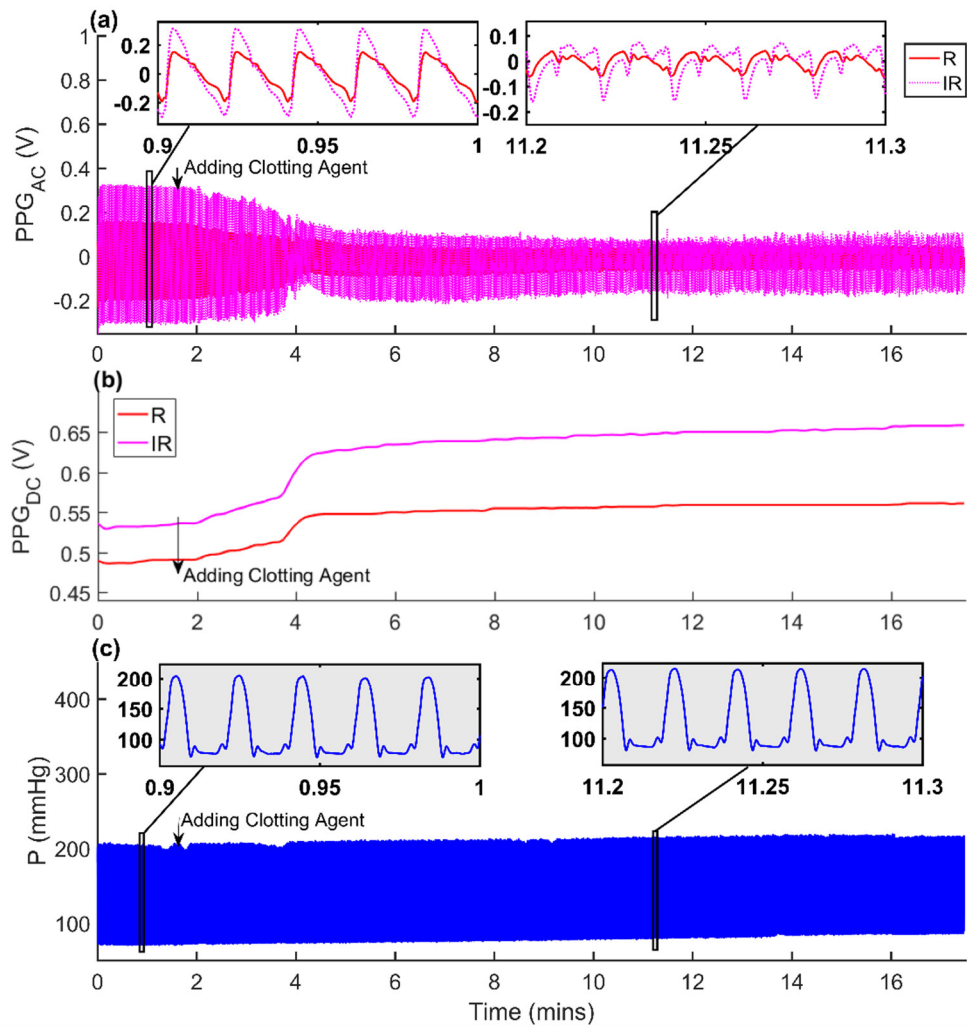 (a)
1
0.8
0.6
0.4
0.2
0
-0.2
PPG_AC (V)
0.2
0
-0.2
0.9 0.95 1
0.1
0
-0.1
-0.2
11.2 11.25 11.3
R
IR
Adding Clotting Agent
0 2 4 6 8 10 12 14 16
(b)
R
IR
0.65
0.6
0.55
0.5
0.45
PPG_DC (V)
Adding Clotting Agent
0 2 4 6 8 10 12 14 16
(c)
200
150
100
0.9 0.95 1
200
150
100
11.2 11.25 11.3
400
300
200
100
P (mmHg)
Adding Clotting Agent
0 2 4 6 8 10 12 14 16
Time (mins)